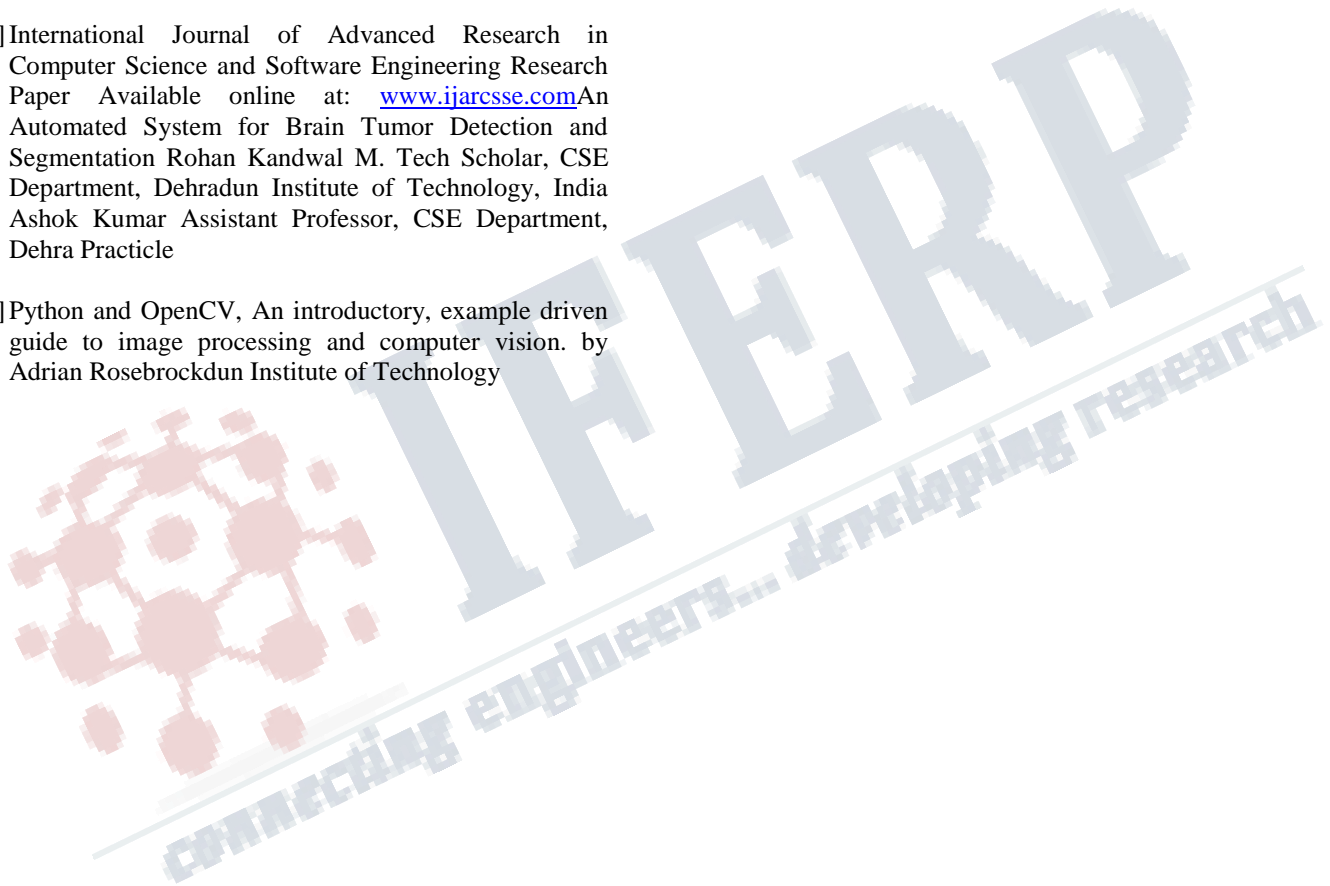 ]International Journal of Advanced Research in
Computer Science and Software Engineering Research
Paper Available online at: www.ijarcsse.comAn
Automated System for Brain Tumor Detection and
Segmentation Rohan Kandwal M. Tech Scholar, CSE
Department, Dehradun Institute of Technology, India
Ashok Kumar Assistant Professor, CSE Department,
Dehra Practicle
]Python and OpenCV, An introductory, example driven
guide to image processing and computer vision. by
Adrian Rosebrockdun Institute of Technology
IFERP
connecting engineers... developing research